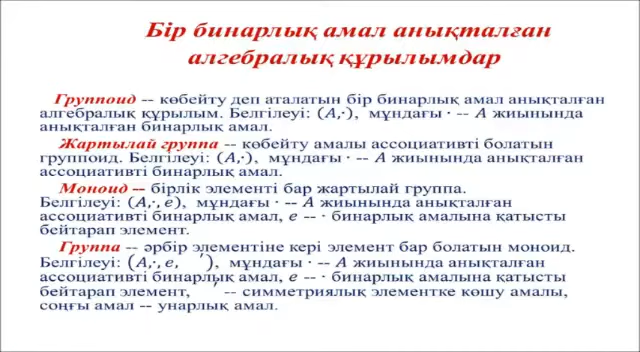 Бір бинарлық амал анықталған
алгебралық құрылымдар
Группоид -- көбейту деп аталатын бір бинарлық амал анықталған
алгебралық құрылым. Белгілеуі: (A,·), мұндағы · -- A жиынында
анықталған бинарлық амал.
Жартылай группа -- көбейту амалы ассоциативті болатын
группоид. Белгілеуі: (A,·), мұндағы · -- A жиынында анықталған
ассоциативті бинарлық амал.
Моноид -- бірлік элементі бар жартылай группа.
Белгілеуі: (A,·, e), мұндағы · -- A жиынында анықталған
ассоциативті бинарлық амал, e -- · бинарлық амалына қатысты
бейтарап элемент.
Группа -- әрбір элементіне кері элемент бар болатын моноид.
Белгілеуі: (A,·, e, ′), мұндағы · -- A жиынында анықталған
ассоциативті бинарлық амал, e -- · бинарлық амалына қатысты
бейтарап элемент, ′ -- симметриялық элементке көшу амалы,
соңғы амал -- унарлық амал.